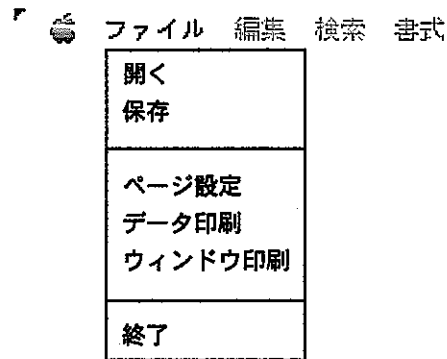 ファイル 編集 検索 書式
開く
保存
ページ設定
データ印刷
ウィンドウ印刷
終了